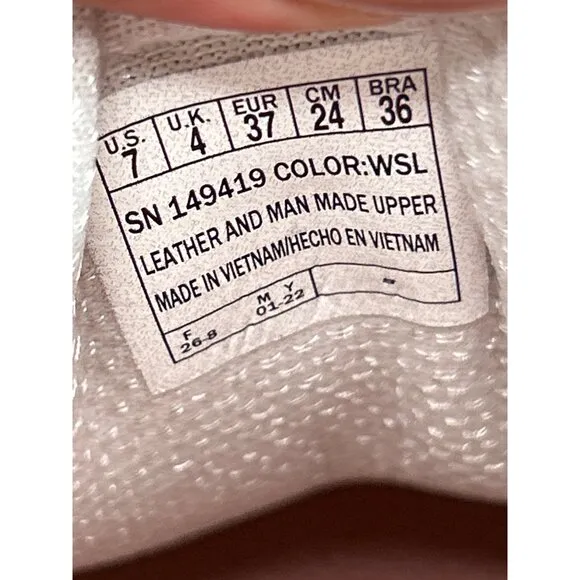 U.S. U.K. EUR CM BRA
7 4 37 24 36
SN 149419 COLOR:WSL
LEATHER AND MAN MADE UPPER
MADE IN VIETNAM/HECHO EN VIETNAM
F M Y -
26-8 01-22